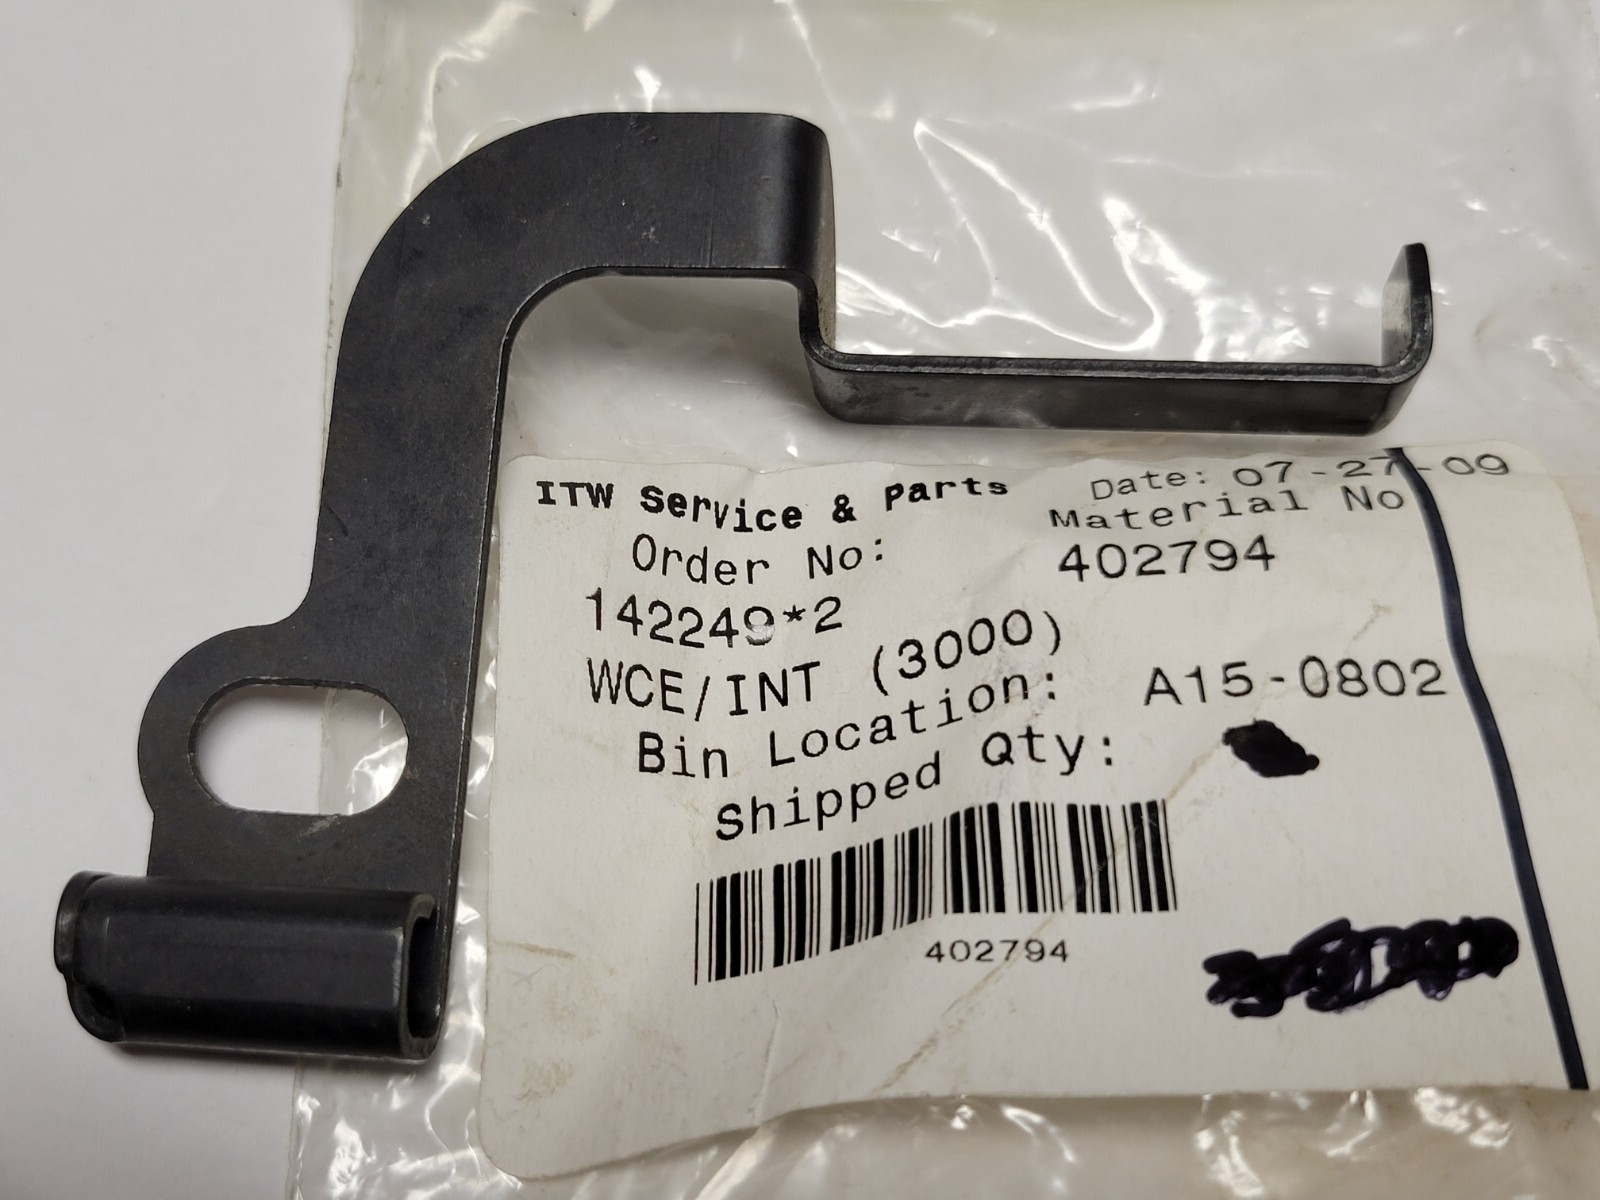 ITW Service & Parts
Date: 07-27-09
Order No:
Material No
142249*2
402794
WCE/INT (3000)
Bin Location: A15-0802
Shipped Qty:
402794